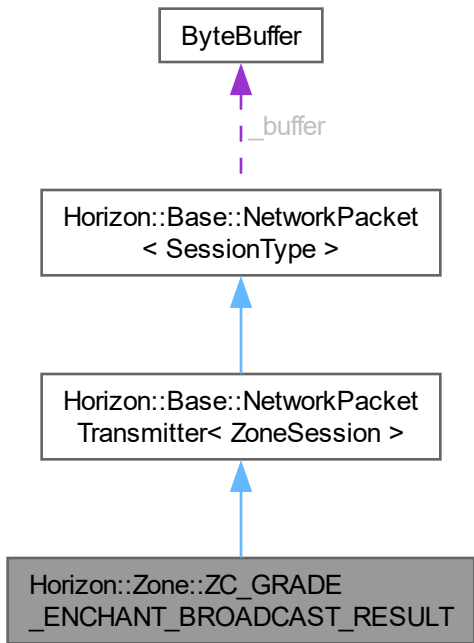 ByteBuffer
_buffer
Horizon::Base::NetworkPacket
< SessionType >
Horizon::Base::NetworkPacket
Transmitter< ZoneSession >
Horizon::Zone::ZC_GRADE
_ENCHANT_BROADCAST_RESULT